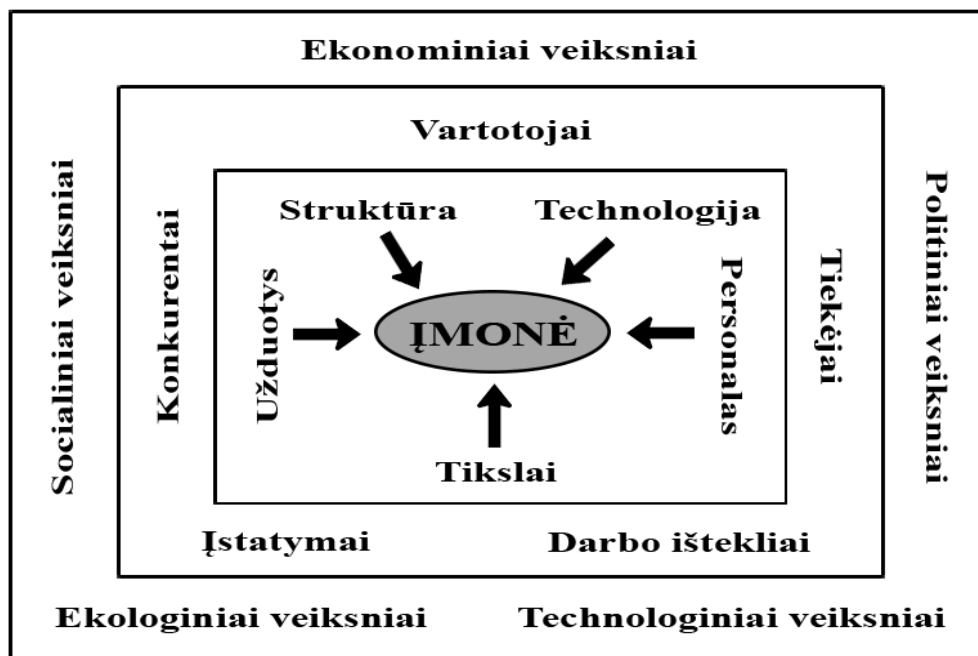 Ekonominiai veiksniai
Socialiniai veiksniai
Politiniai veiksniai
Vartotojai
Konkurentai
Tiekėjai
Struktūra
Technologija
Užduotys
ĮMONĖ
Personalas
Tikslai
Įstatymai
Darbo ištekliai
Ekologiniai veiksniai
Technologiniai veiksniai